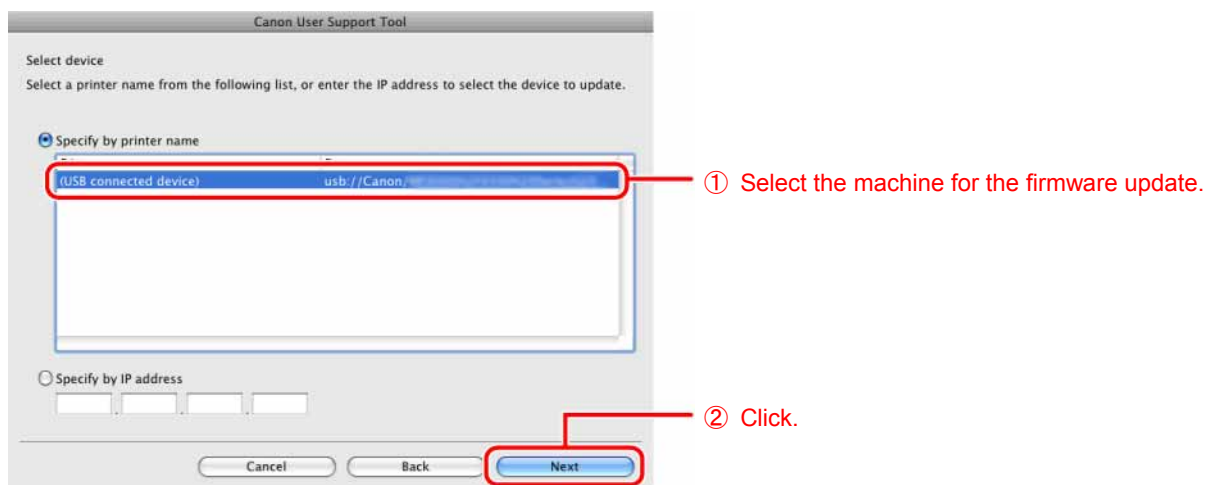 Canon User Support Tool
Select device
Select a printer name from the following list, or enter the IP address to select the device to update.
Specify by printer name
(USB connected device) usb://Canon/
① Select the machine for the firmware update.
Specify by IP address
. . .
② Click.
Cancel Back Next